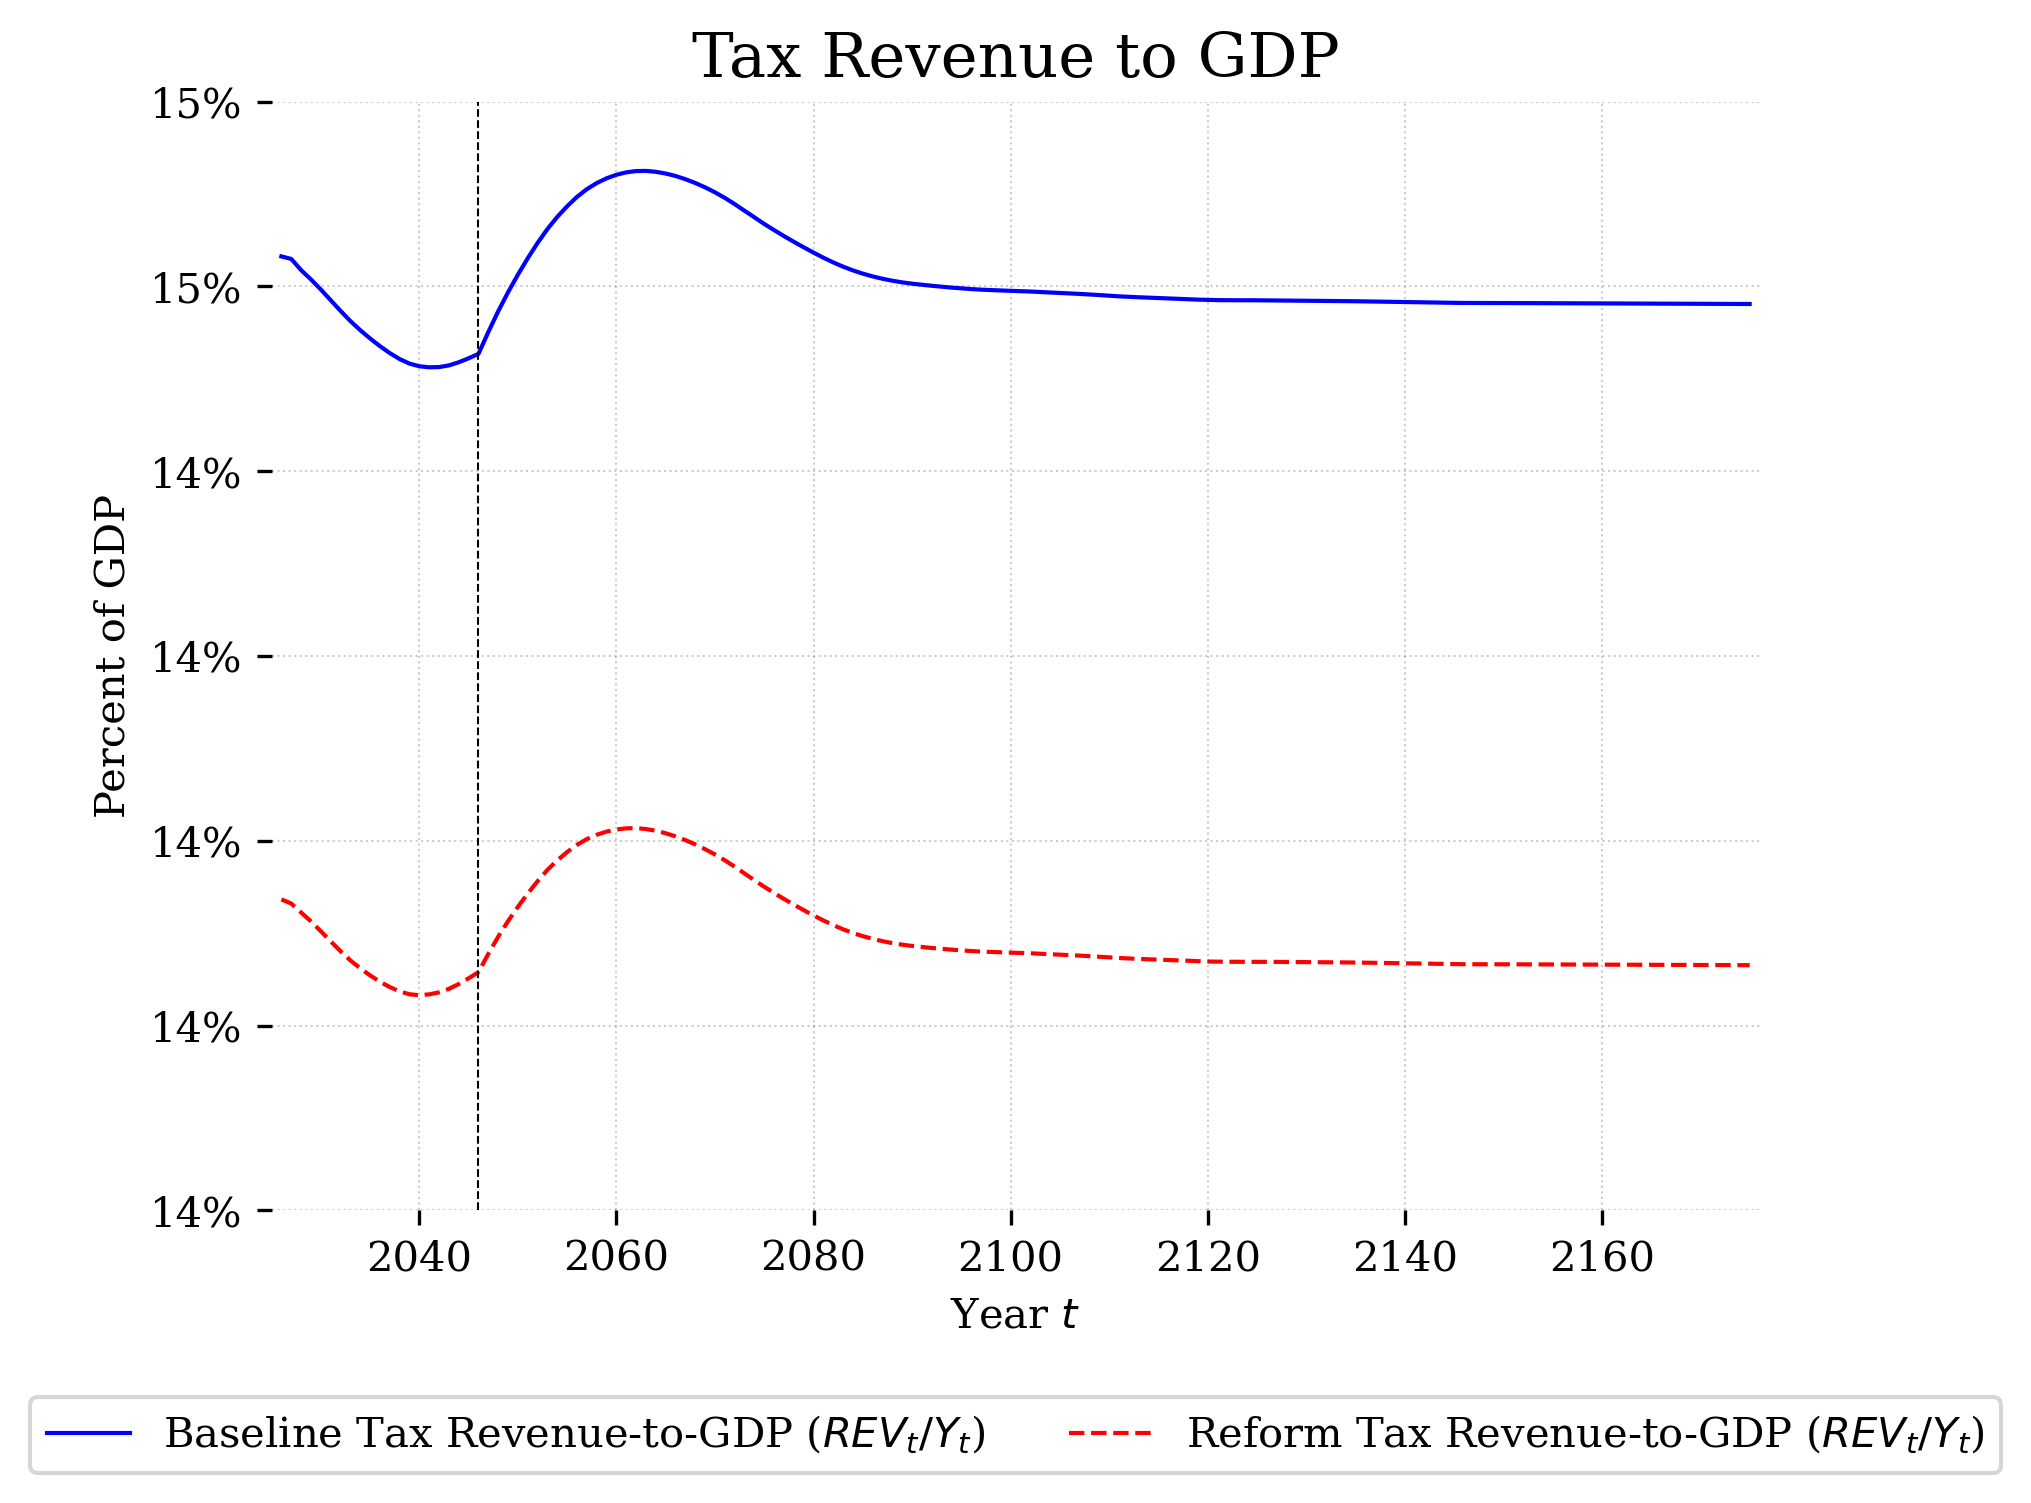 Tax Revenue to GDP
15%
15%
14%
14%
14%
14%
14%
Percent of GDP
2040 2060 2080 2100 2120 2140 2160
Year t
Baseline Tax Revenue-to-GDP (REVₜ/Yₜ) Reform Tax Revenue-to-GDP (REVₜ/Yₜ)